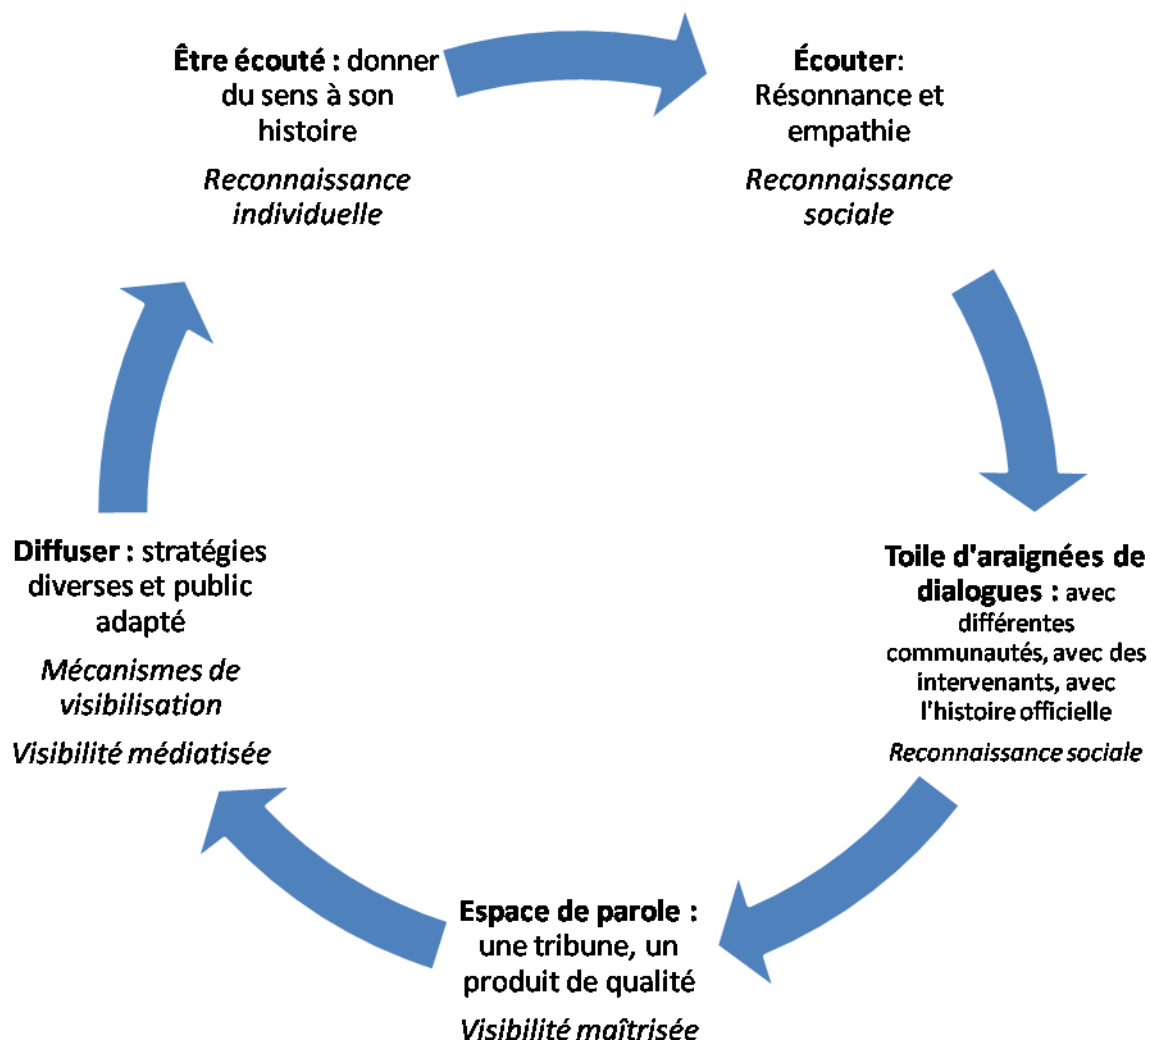 Être écouté : donner
du sens à son
histoire
Reconnaissance
individuelle
Écouter:
Résonnance et
empathie
Reconnaissance
sociale
Toile d'araignées de
dialogues : avec
différentes
communautés, avec des
intervenants, avec
l'histoire officielle
Reconnaissance sociale
Espace de parole :
une tribune, un
produit de qualité
Visibilité maîtrisée
Diffuser : stratégies
diverses et public
adapté
Mécanismes de
visibilisation
Visibilité médiatisée